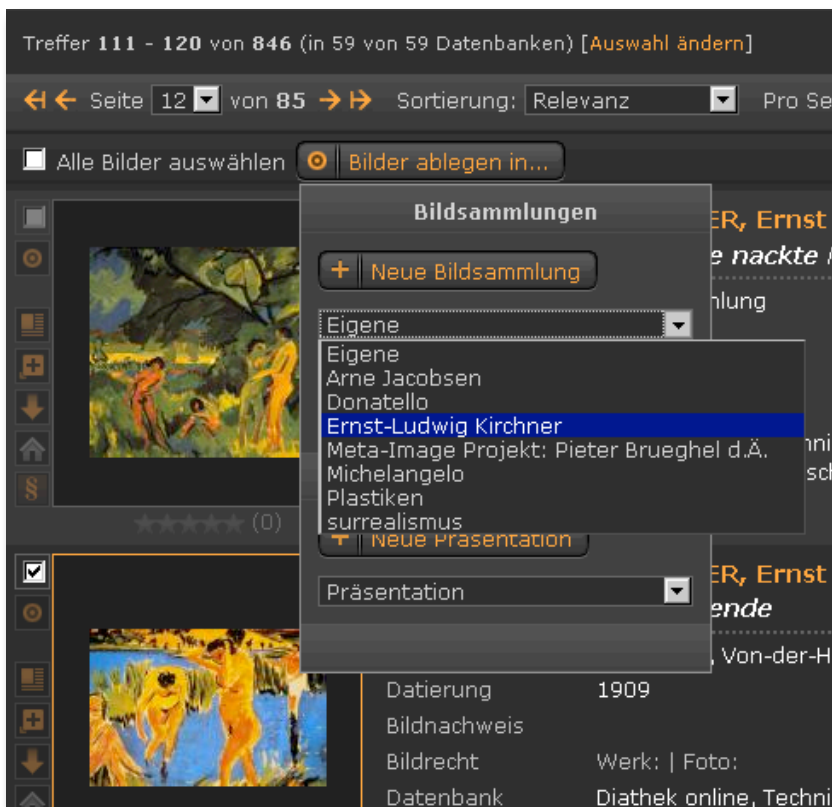 Treffer 111 - 120 von 846 (in 59 von 59 Datenbanken) [Auswahl ändern]
Seite 12 von 85 Sortierung: Relevanz Pro Se
Alle Bilder auswählen Bilder ablegen in...
Bildsammlungen
ER, Ernst
Neue Bildsammlung
e nackte
Eigene
hlung
Eigene
Arne Jacobsen
Donatello
Ernst-Ludwig Kirchner
Meta-Image Projekt: Pieter Brueghel d.Ä.
hni
Michelangelo
sch
Plastiken
surrealismus
(0)
Neue Präsentation
ER, Ernst
Präsentation
ende
, Von-der-H
Datierung 1909
Bildnachweis
Bildrecht Werk: | Foto:
Datenbank Diathek online, Techni